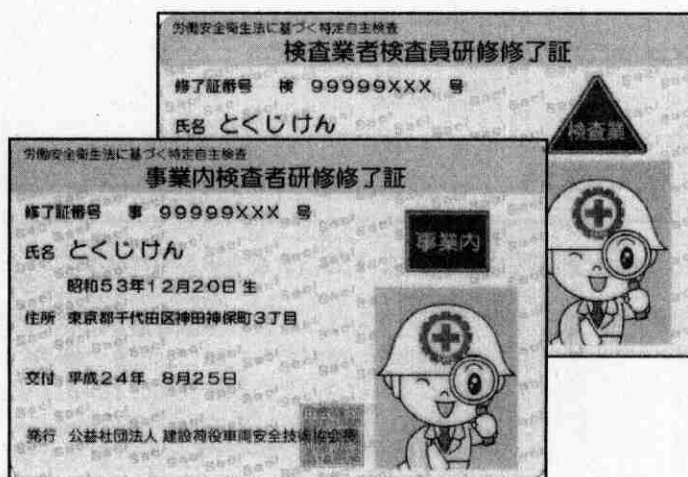 労働安全衛生法に基づく特定自主検査
検査業者検査員研修修了証
修了証番号 検 99999XXX 号
氏名 とくじけん
検査業
労働安全衛生法に基づく特定自主検査
事業内検査者研修修了証
修了証番号 事 99999XXX 号
事業内
氏名 とくじけん
昭和53年12月20日 生
住所 東京都千代田区神田神保町3丁目
交付 平成24年 8月25日
発行 公益社団法人 建設荷役車両安全技術協会長